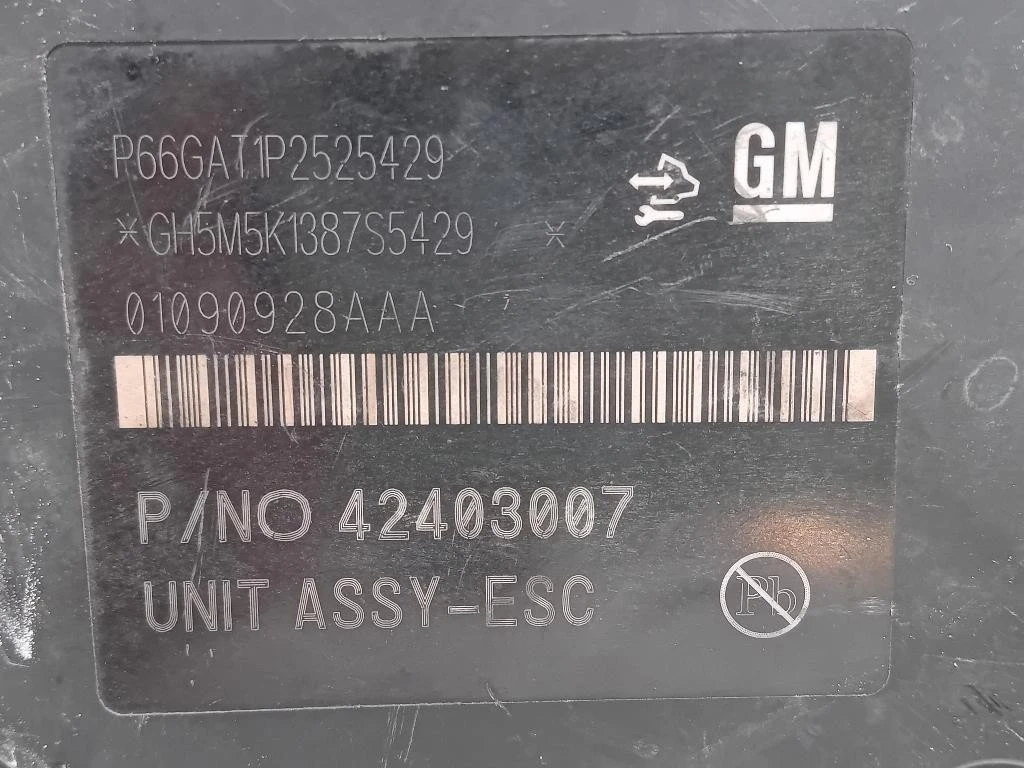 P66GAT1P2525429
GM
*GH5M5K1387S5429 *
01090928AAA
P/NO 42403007
UNIT ASSY-ESC
Pb